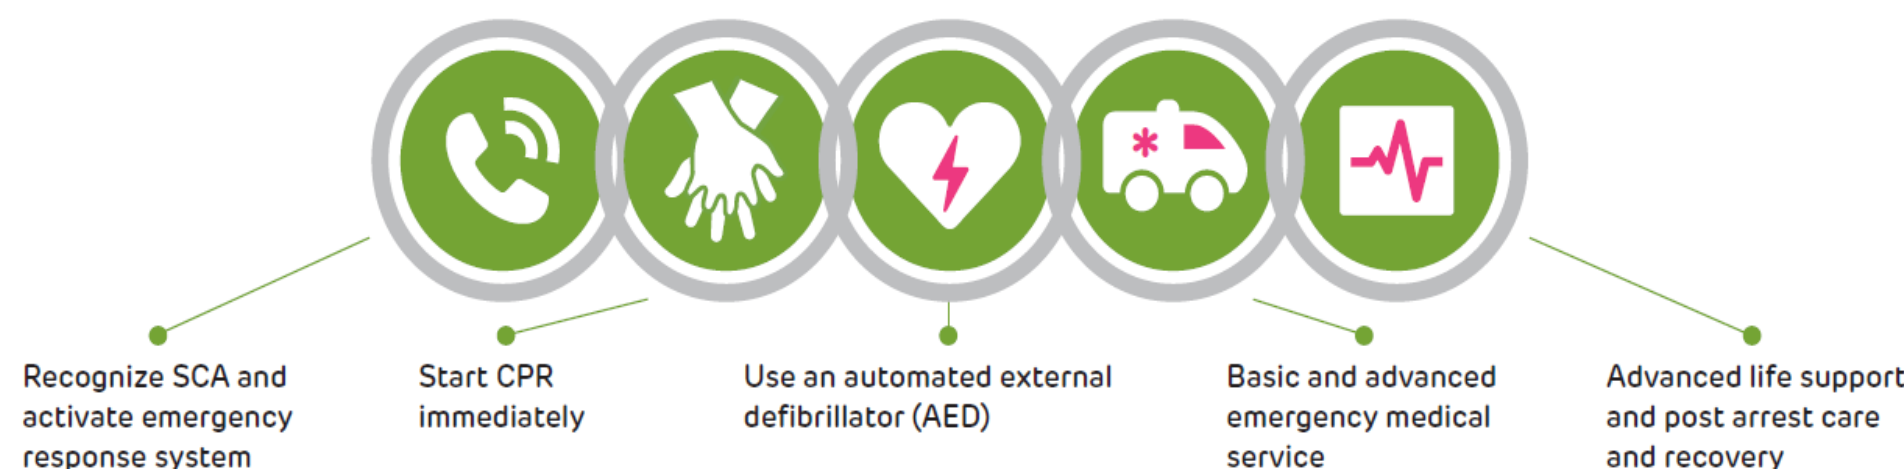 Recognize SCA and
activate emergency
response system
Start CPR
immediately
Use an automated external
defibrillator (AED)
Basic and advanced
emergency medical
service
Advanced life support
and post arrest care
and recovery